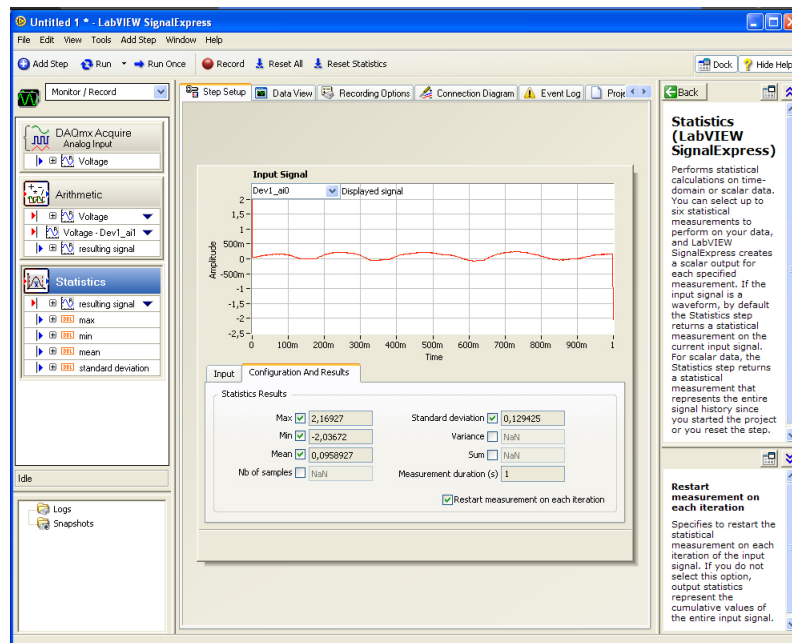 Untitled 1 * - LabVIEW SignalExpress
File Edit View Tools Add Step Window Help
Add Step Run Run Once Record Reset All Reset Statistics Dock Hide Help
Monitor / Record
DAQmx Acquire
Analog Input
Voltage
Arithmetic
Voltage
Voltage - Dev1_ai1
resulting signal
Statistics
resulting signal
max
min
mean
standard deviation
Idle
Logs
Snapshots
Step Setup Data View Recording Options Connection Diagram Event Log Proje
Input Signal
Dev1_ai0 Displayed signal
Amplitude
2
1,5
1
500m
0
-500m
-1
-1,5
-2
-2,5
0 100m 200m 300m 400m 500m 600m 700m 800m 900m 1
Time
Input Configuration And Results
Statistics Results
Max 2,16927 Standard deviation 0,129425
Min -2,03672 Variance NaN
Mean 0,0958927 Sum NaN
Nb of samples NaN Measurement duration (s) 1
Restart measurement on each iteration
Back
Statistics
(LabVIEW
SignalExpress)
Performs statistical
calculations on time-
domain or scalar data.
You can select up to
six statistical
measurements to
perform on your data,
and LabVIEW
SignalExpress creates
a scalar output for
each specified
measurement. If the
input signal is a
waveform, by default
the Statistics step
returns a statistical
measurement on the
current input signal.
For scalar data, the
Statistics step returns
a statistical
measurement that
represents the entire
signal history since
you started the project
or you reset the step.
Restart
measurement on
each iteration
Specifies to restart the
statistical
measurement on each
iteration of the input
signal. If you do not
select this option,
output statistics
represent the
cumulative values of
the entire input signal.